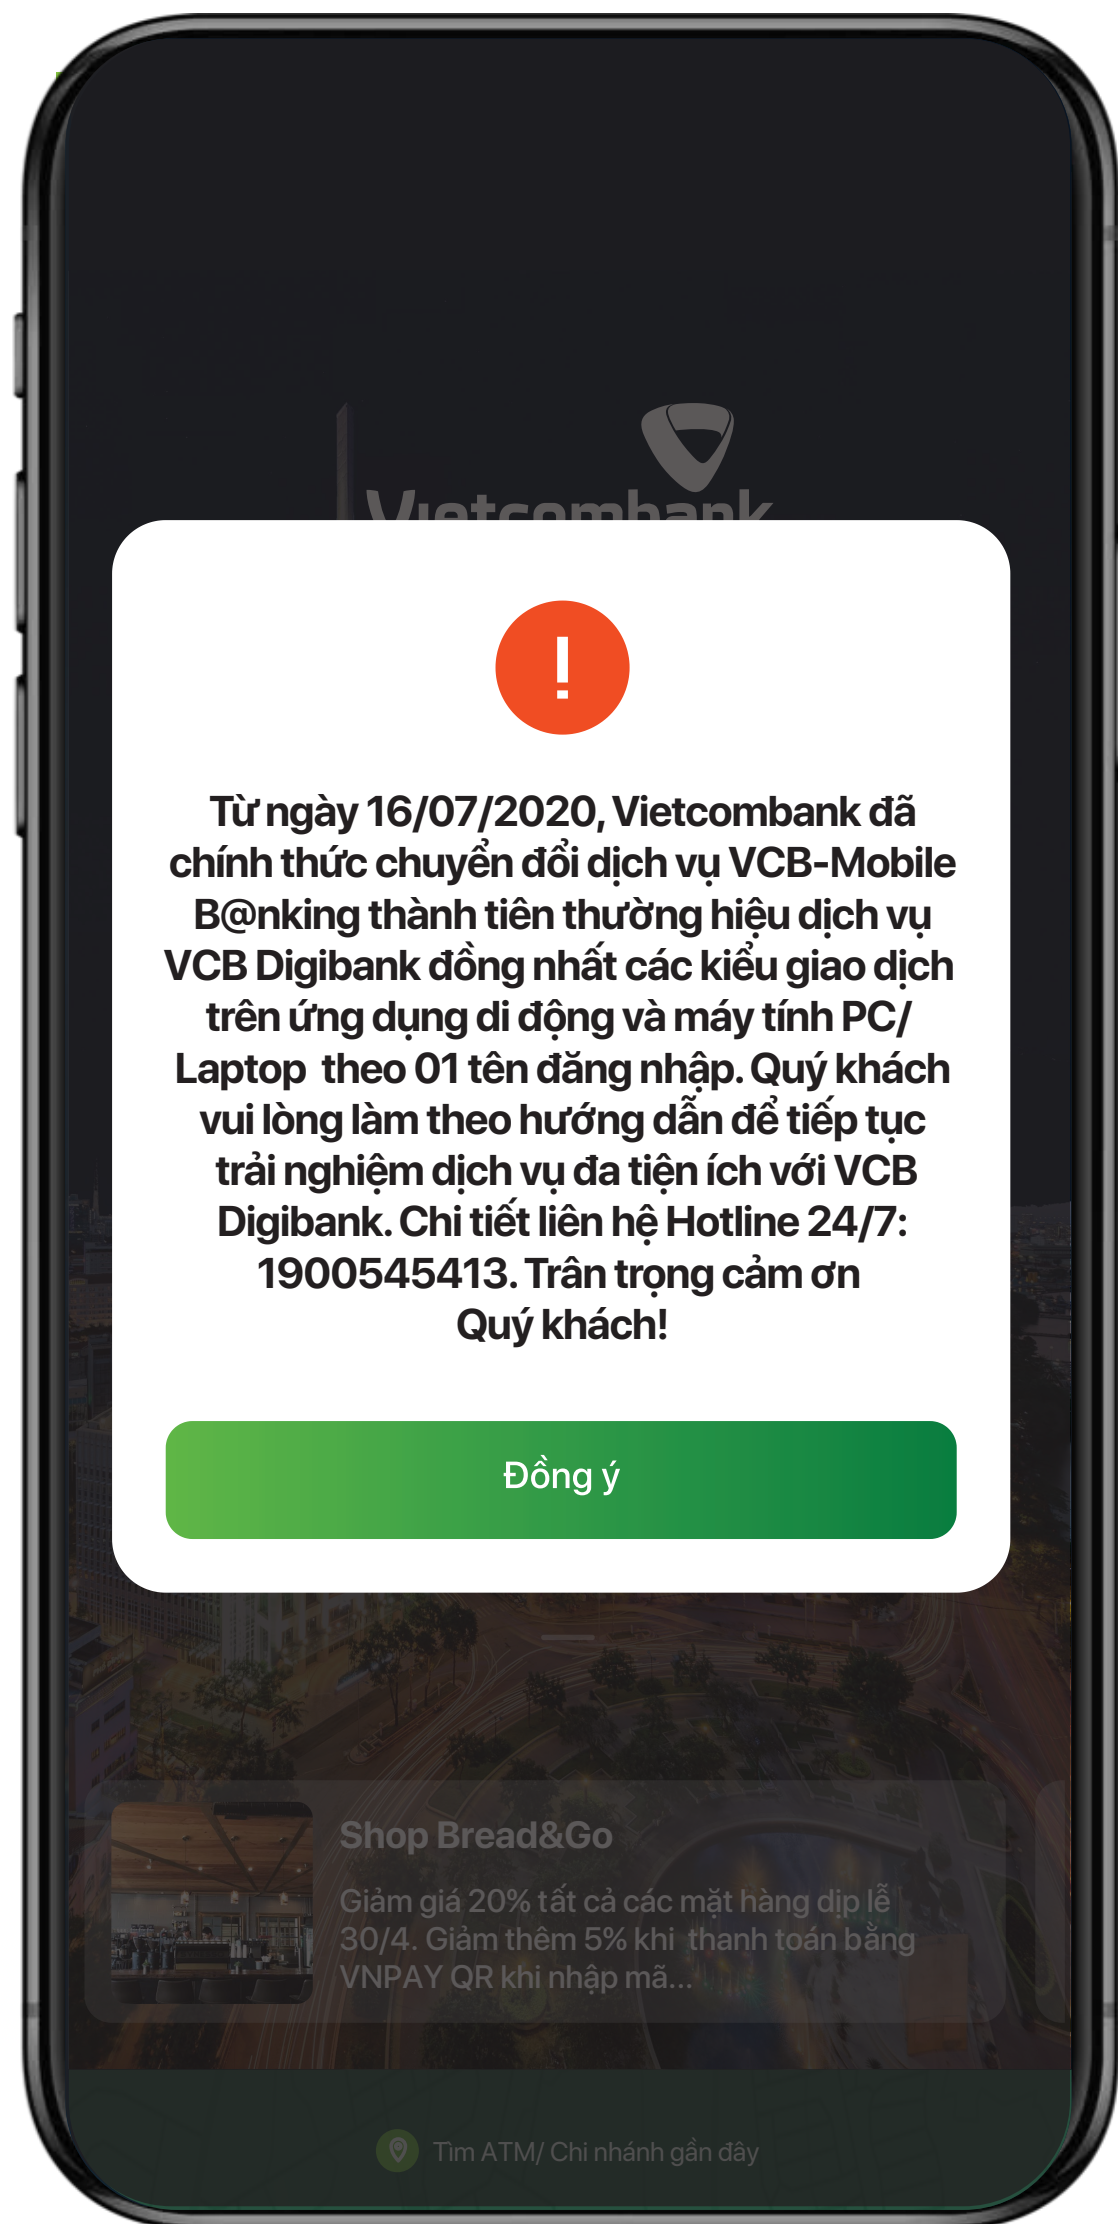 Vietcombank
!
Từ ngày 16/07/2020, Vietcombank đã
chính thức chuyển đổi dịch vụ VCB-Mobile
B@nking thành tiên thường hiệu dịch vụ
VCB Digibank đồng nhất các kiểu giao dịch
trên ứng dụng di động và máy tính PC/
Laptop theo 01 tên đăng nhập. Quý khách
vui lòng làm theo hướng dẫn để tiếp tục
trải nghiệm dịch vụ đa tiện ích với VCB
Digibank. Chi tiết liên hệ Hotline 24/7:
1900545413. Trân trọng cảm ơn
Quý khách!
Đồng ý
Shop Bread&Go
Giảm giá 20% tất cả các mặt hàng dịp lễ
30/4. Giảm thêm 5% khi thanh toán bằng
VNPAY QR khi nhập mã...
Tìm ATM/ Chi nhánh gần đây